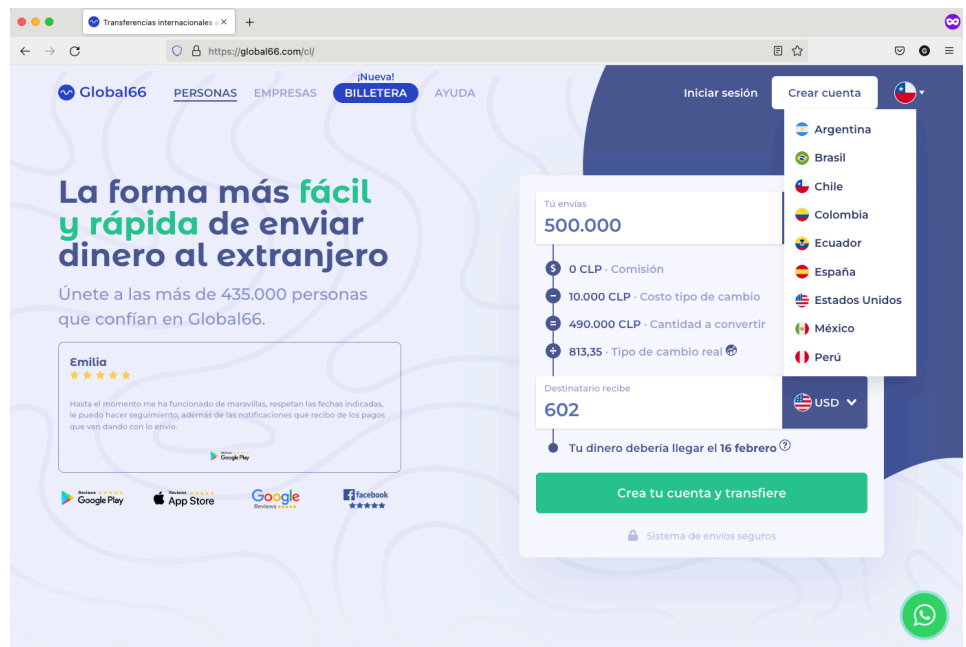 Transferencias internacionales a
https://global66.com/cl/
Global66
PERSONAS
EMPRESAS
¡Nueva!
BILLETERA
AYUDA
Iniciar sesión
Crear cuenta
Argentina
Brasil
Chile
Colombia
Ecuador
España
Estados Unidos
México
Perú
La forma más fácil
y rápida de enviar
dinero al extranjero
Únete a las más de 435.000 personas
que confían en Global66.
Emilia
Hasta el momento me ha funcionado de maravillas, respetan las fechas indicadas,
le puedo hacer seguimiento, además de las notificaciones que recibo de los pagos
que van dando con lo envio.
Reviews
Google Play
Reviews
Google Play
Reviews
App Store
Google
Reviews
facebook
Tú envías
500.000
0 CLP · Comisión
10.000 CLP · Costo tipo de cambio
490.000 CLP · Cantidad a convertir
813,35 · Tipo de cambio real
Destinatario recibe
602
USD
Tu dinero debería llegar el 16 febrero
Crea tu cuenta y transfiere
Sistema de envíos seguros